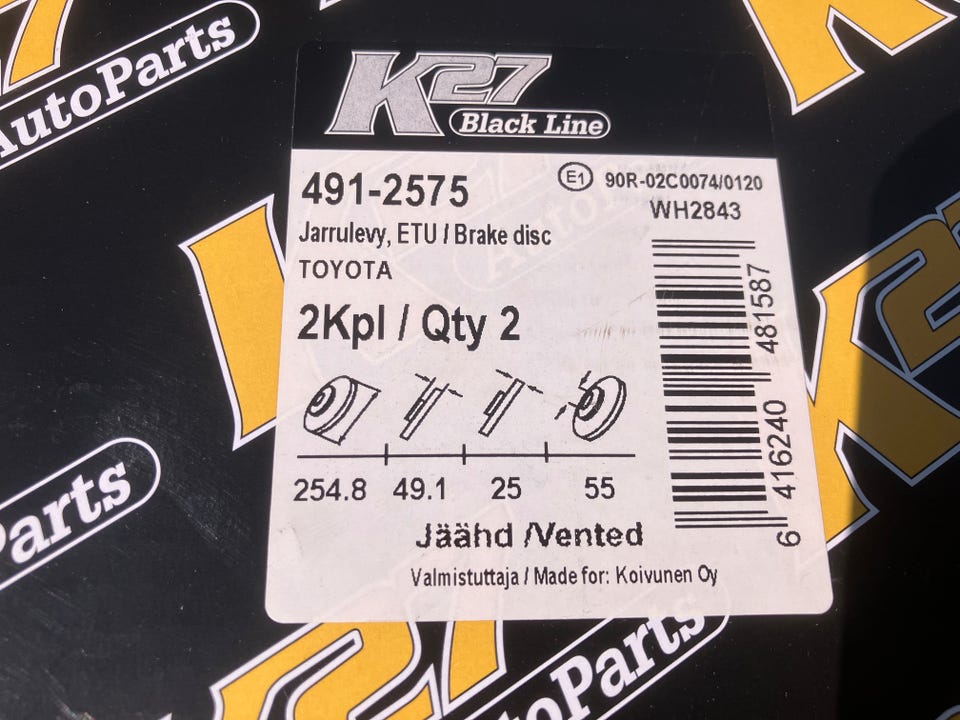 AutoParts
K27
Black Line
491-2575
E1 90R-02C0074/0120
WH2843
Jarrulevy, ETU / Brake disc
TOYOTA
2Kpl / Qty 2
254.8 49.1 25 55
Jäähd /Vented
Valmistuttaja / Made for: Koivunen Oy
6 416240 481587
Parts
K27
AutoParts